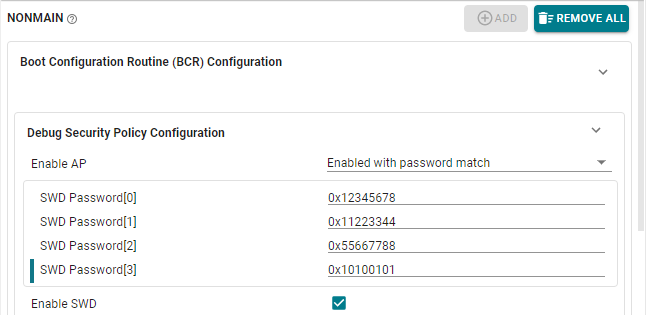 NONMAIN
ADD
REMOVE ALL
Boot Configuration Routine (BCR) Configuration
Debug Security Policy Configuration
Enable AP Enabled with password match
SWD Password[0] 0x12345678
SWD Password[1] 0x11223344
SWD Password[2] 0x55667788
SWD Password[3] 0x10100101
Enable SWD